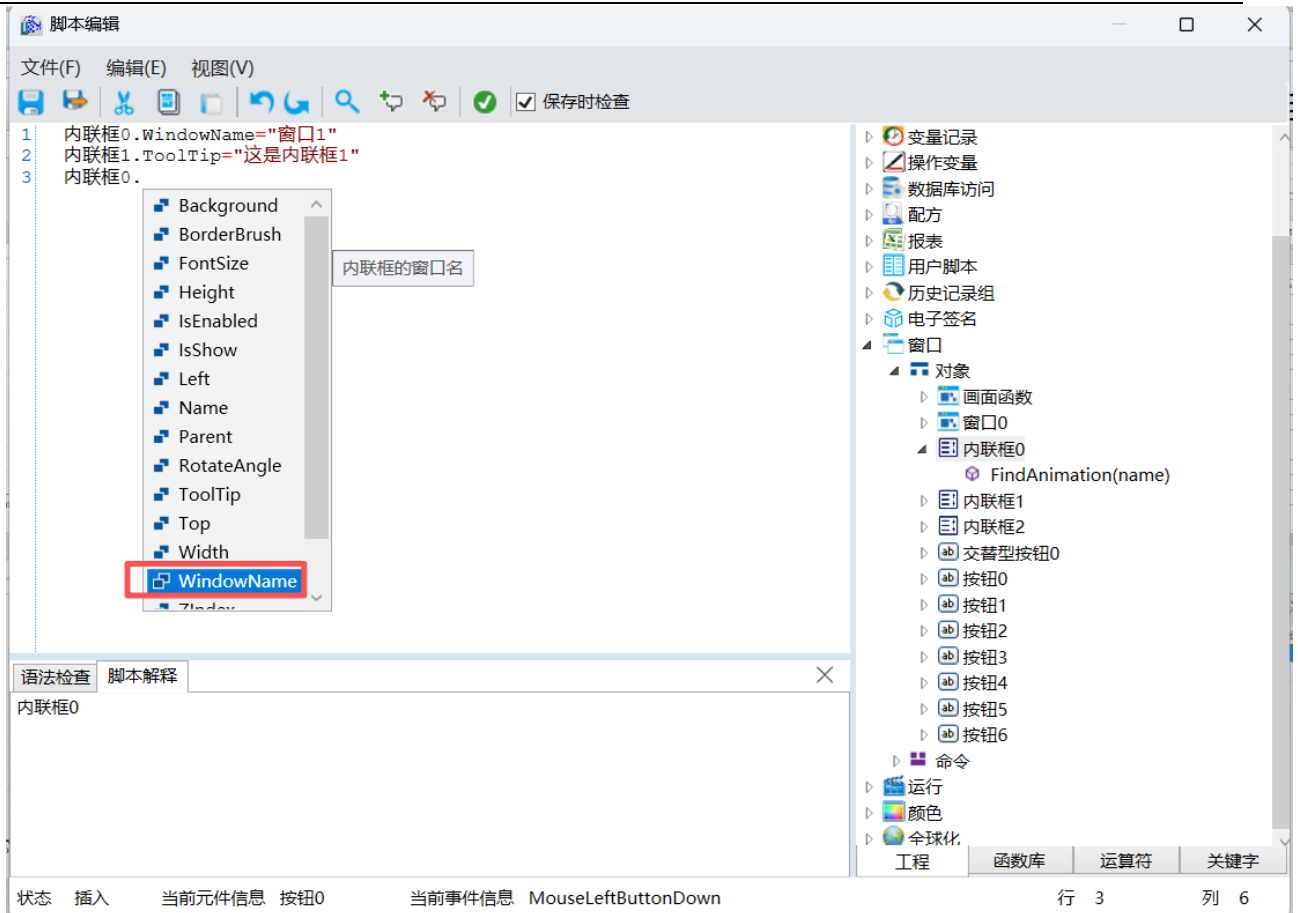 脚本编辑
文件(F) 编辑(E) 视图(V)
保存时检查
1 内联框0.WindowName="窗口1"
2 内联框1.ToolTip="这是内联框1"
3 内联框0.
Background
BorderBrush
FontSize
Height
IsEnabled
IsShow
Left
Name
Parent
RotateAngle
ToolTip
Top
Width
WindowName
ZIndex
内联框的窗口名
变量记录
操作变量
数据库访问
配方
报表
用户脚本
历史记录组
电子签名
窗口
对象
画面函数
窗口0
内联框0
FindAnimation(name)
内联框1
内联框2
ab 交替型按钮0
ab 按钮0
ab 按钮1
ab 按钮2
ab 按钮3
ab 按钮4
ab 按钮5
ab 按钮6
命令
运行
颜色
全球化
工程 函数库 运算符 关键字
语法检查 脚本解释
内联框0
状态 插入 当前元件信息 按钮0 当前事件信息 MouseLeftButtonDown 行 3 列 6